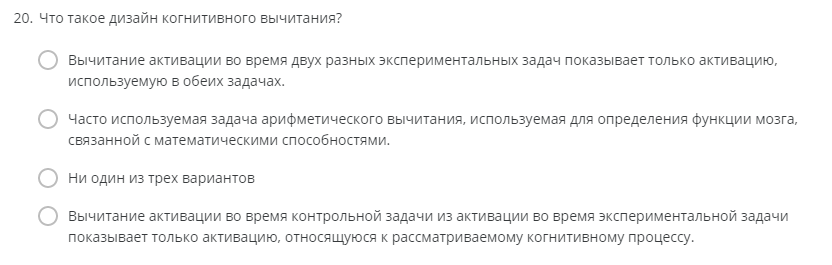 20. Что такое дизайн когнитивного вычитания?
Вычитание активации во время двух разных экспериментальных задач показывает только активацию,
используемую в обеих задачах.
Часто используемая задача арифметического вычитания, используемая для определения функции мозга,
связанной с математическими способностями.
Ни один из трех вариантов
Вычитание активации во время контрольной задачи из активации во время экспериментальной задачи
показывает только активацию, относящуюся к рассматриваемому когнитивному процессу.